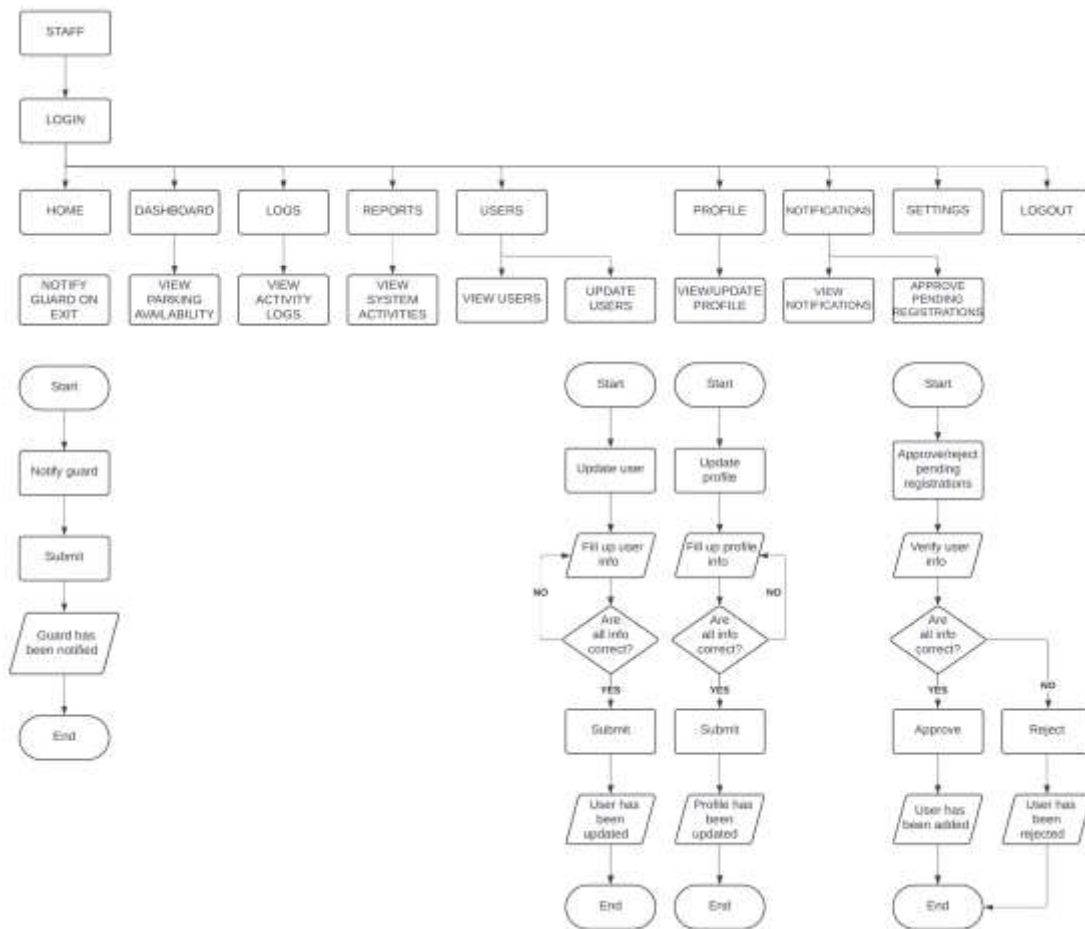 STAFF
LOGIN
HOME
DASHBOARD
LOGS
REPORTS
USERS
PROFILE
NOTIFICATIONS
SETTINGS
LOGOUT
NOTIFY
GUARD ON
EXIT
VIEW
PARKING
AVAILABILITY
VIEW
ACTIVITY
LOGS
VIEW
SYSTEM
ACTIVITIES
VIEW USERS
UPDATE
USERS
VIEW/UPDATE
PROFILE
VIEW
NOTIFICATIONS
APPROVE
PENDING
REGISTRATIONS
Start
Notify guard
Submit
Guard has
been notified
End
Start
Update user
Fill up user
info
NO
Are
all info
correct?
YES
Submit
User has
been
updated
End
Start
Update
profile
Fill up profile
info
NO
Are
all info
correct?
YES
Submit
Profile has
been
updated
End
Start
Approve/reject
pending
registrations
Verify user
info
Are
all info
correct?
YES
NO
Approve
Reject
User has
been added
User has
been
rejected
End